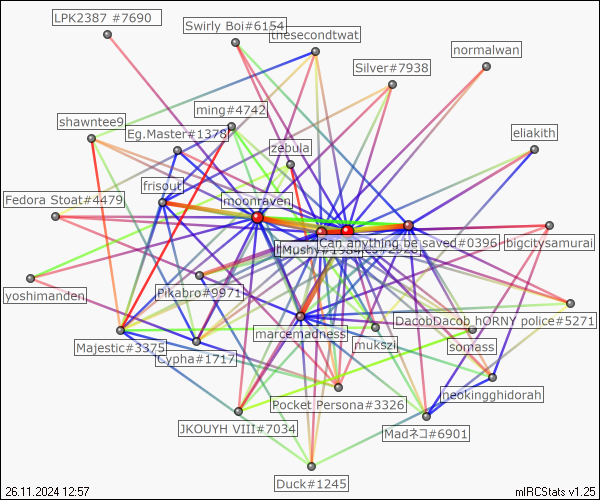 LPK2387 #7690
Swirly Boi#6154
thesecondtwat
normalwan
Silver#7938
ming#4742
shawntee9
Eg.Master#1378
eliakith
zebula
frisout
Fedora Stoat#4479
moonraven
Can anything be saved#0396
bigcitysamurai
yoshimanden
Pikabro#9971
DacobDacob hORNY police#5271
marcemadness
Majestic#3375
mukszi
somass
Cypha#1717
neokingghidorah
Pocket Persona#3326
JKOUYH VIII#7034
Madネコ#6901
Duck#1245
26.11.2024 12:57
mIRCStats v1.25